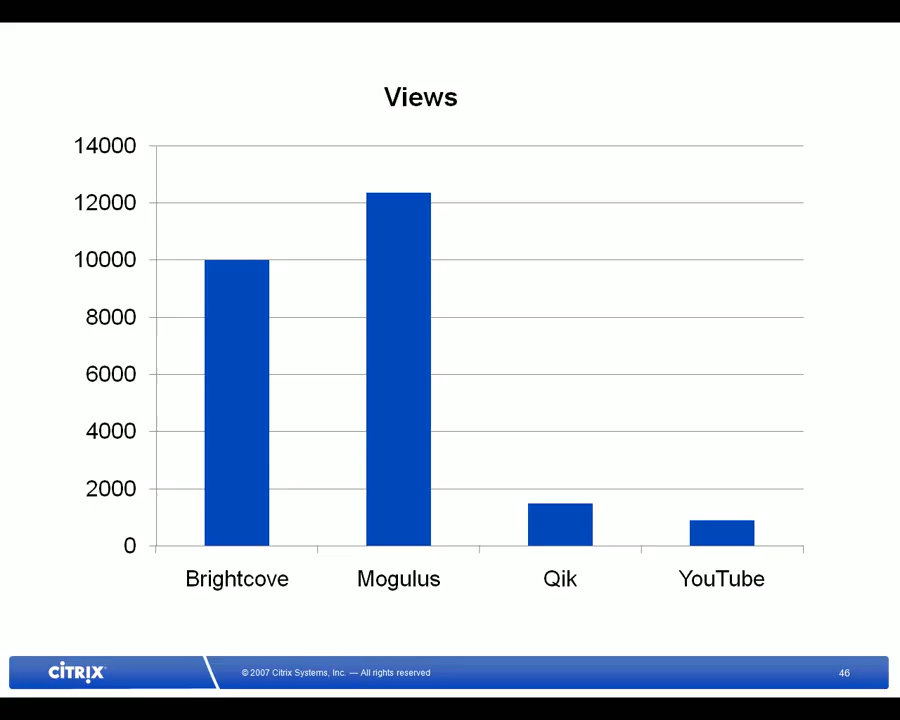 Views
14000
12000
10000
8000
6000
4000
2000
0
Brightcove Mogulus Qik YouTube
CITRIX © 2007 Citrix Systems, Inc. — All rights reserved 46